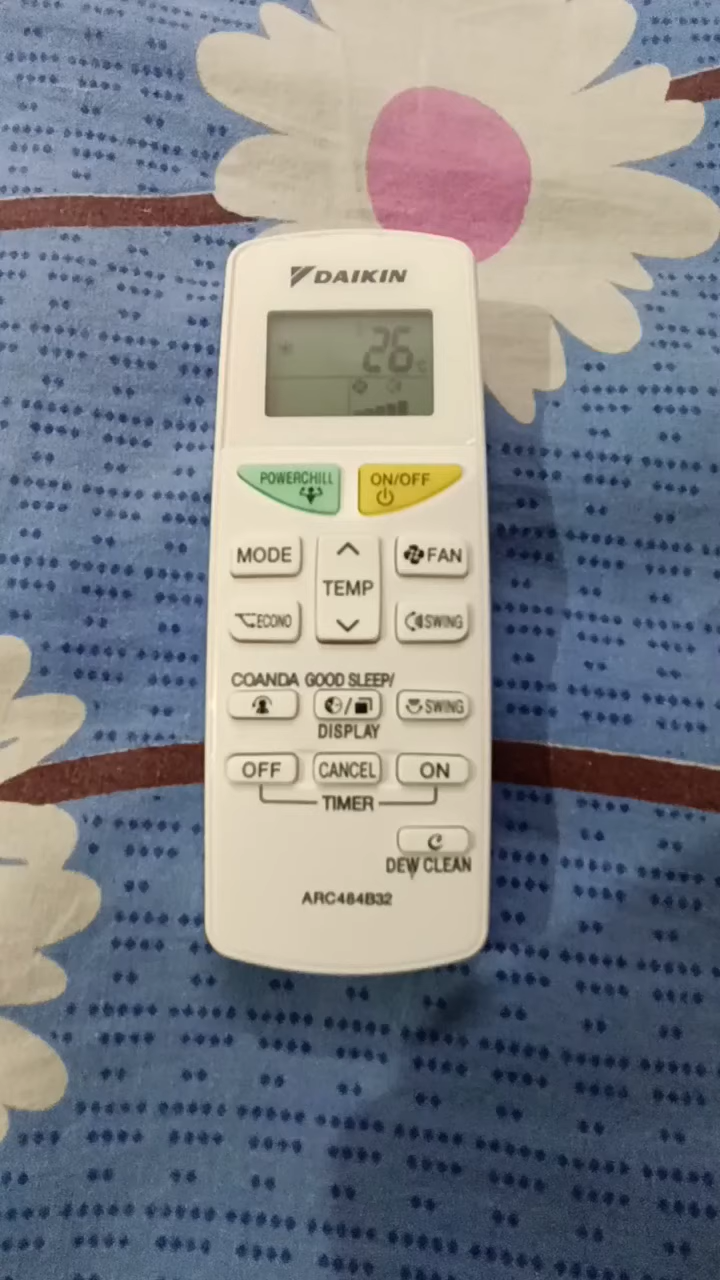 DAIKIN
26°C
POWERCHILL
ON/OFF
MODE
TEMP
FAN
ECONO
SWING
COANDA
GOOD SLEEP/
SWING
DISPLAY
OFF
CANCEL
ON
TIMER
DEW CLEAN
ARC484B32